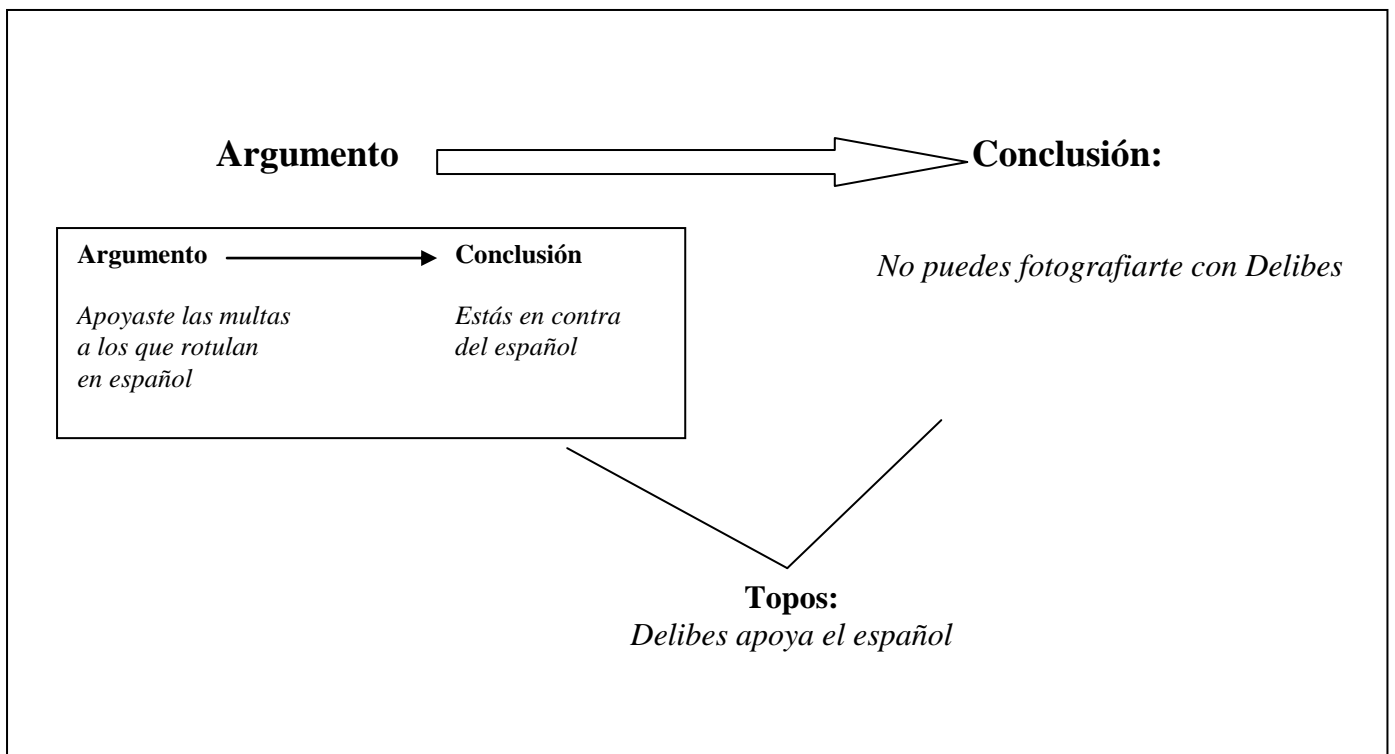 Argumento
Conclusión:
Argumento
Conclusión
Apoyaste las multas
a los que rotulan
en español
Estás en contra
del español
No puedes fotografiarte con Delibes
Topos:
Delibes apoya el español